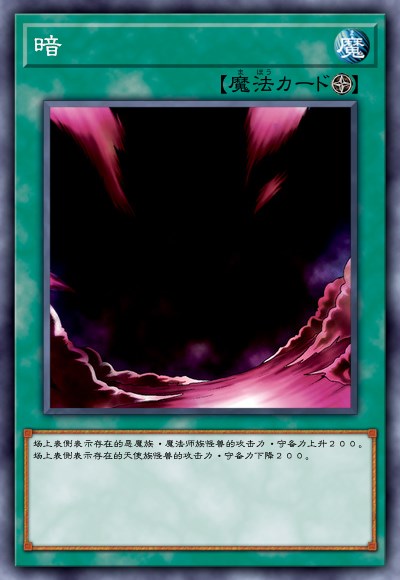 暗
魔
まほう
【魔法カード】
场上表侧表示存在的恶魔族·魔法师族怪兽的攻击力·守备力上升２００。
场上表侧表示存在的天使族怪兽的攻击力·守备力下降２００。